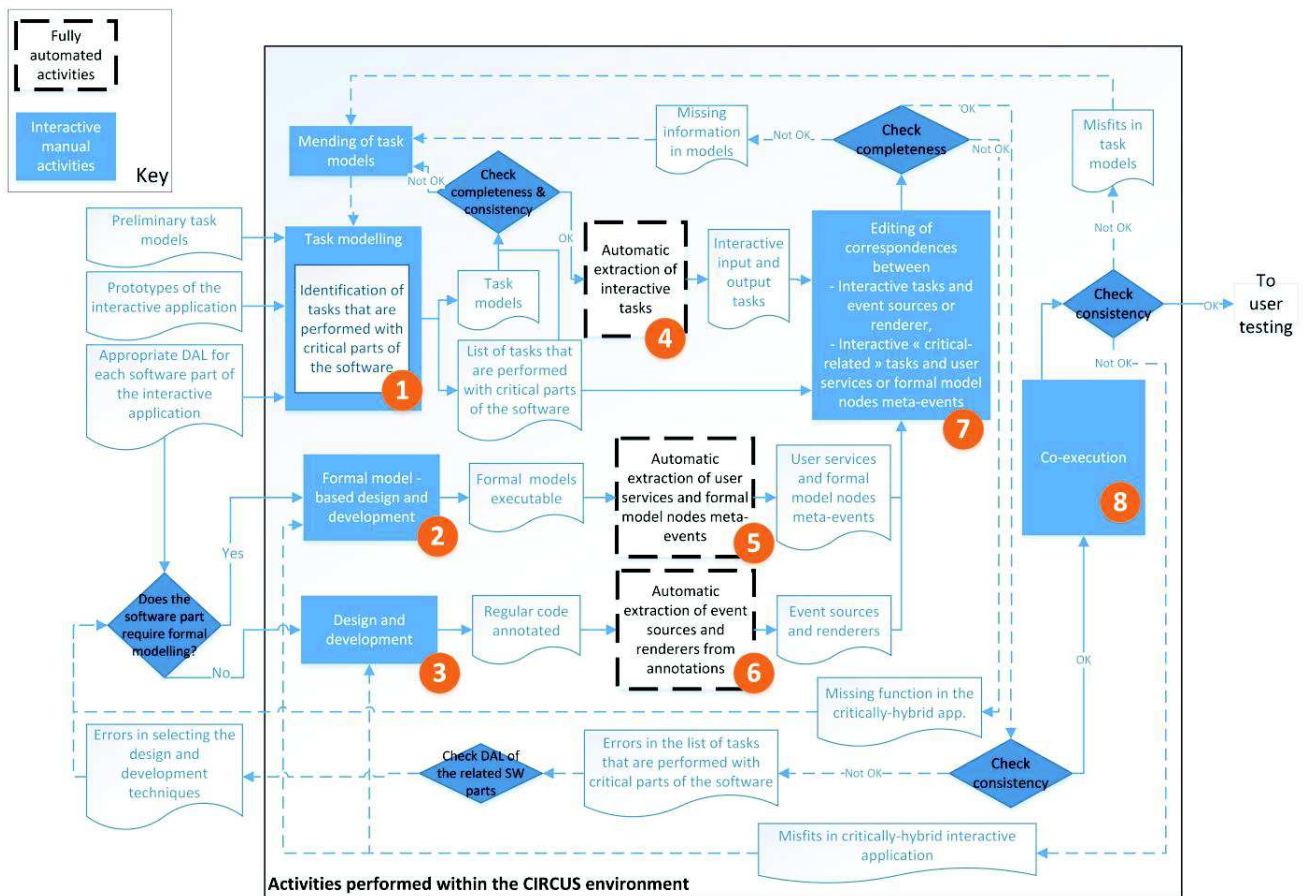 Fully
automated
activities
Interactive
manual
activities
Key
Mending of task
models
Missing
information
in models
Not OK
Check
completeness
OK
Not OK
Misfits in
task models
Not OK
Check
completeness &
consistency
Not OK
OK
Preliminary task
models
Prototypes of the
interactive application
Appropriate DAL for
each software part of
the interactive
application
Task modelling
Identification of
tasks that are
performed with
critical parts of
the software
1
Task
models
List of tasks that
are performed
with critical parts
of the software
Automatic
extraction of
interactive
tasks
4
Interactive
input and
output
tasks
Editing of
correspondences
between
- Interactive tasks and
event sources or
renderer,
- Interactive « critical-
related » tasks and user
services or formal model
nodes meta-events
7
Check
consistency
OK
Not OK
To
user
testing
Co-execution
8
Formal model -
based design and
development
2
Formal models
executable
Automatic
extraction of user
services and formal
model nodes meta-
events
5
User services
and formal
model nodes
meta-events
Yes
Does the
software part
require formal
modelling?
No
Design and
development
3
Regular code
annotated
Automatic
extraction of event
sources and
renderers from
annotations
6
Event sources
and renderers
OK
Missing function in the
critically-hybrid app.
Errors in selecting the
design and
development
techniques
Check DAL of
the related SW
parts
Errors in the list of tasks
that are performed with
critical parts of the software
Not OK
Check
consistency
Misfits in critically-hybrid interactive
application
Activities performed within the CIRCUS environment